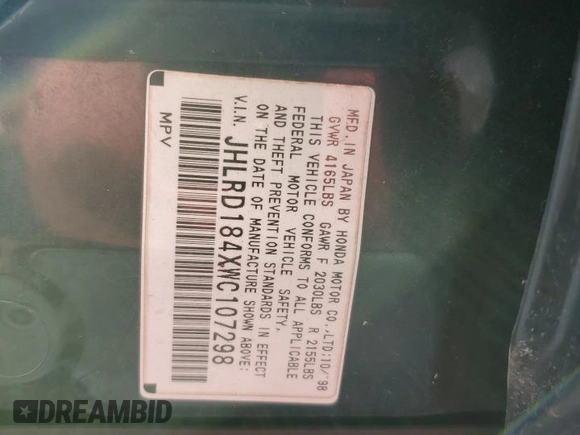 MFD. IN JAPAN BY HONDA MOTOR CO.,LTD:10/'98
GVWR 4165LBS GAWR F 2030LBS R 2155LBS
THIS VEHICLE CONFORMS TO ALL APPLICABLE
FEDERAL MOTOR VEHICLE SAFETY,
AND THEFT PREVENTION STANDARDS IN EFFECT
ON THE DATE OF MANUFACTURE SHOWN ABOVE:
V.I.N. JHLRD184XWC107298
MPV
DREAMBID